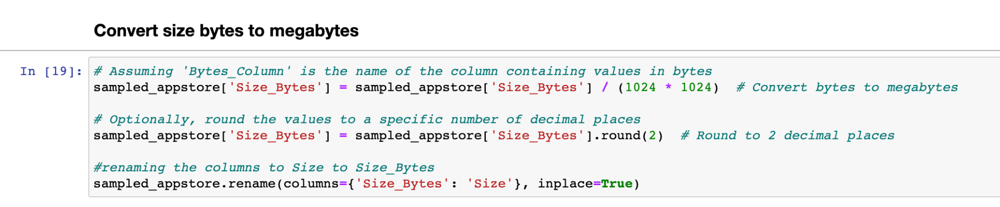 Convert size bytes to megabytes
In [19]:
# Assuming 'Bytes_Column' is the name of the column containing values in bytes
sampled_appstore['Size_Bytes'] = sampled_appstore['Size_Bytes'] / (1024 * 1024)  # Convert bytes to megabytes
# Optionally, round the values to a specific number of decimal places
sampled_appstore['Size_Bytes'] = sampled_appstore['Size_Bytes'].round(2)  # Round to 2 decimal places
#renaming the columns to Size to Size_Bytes
sampled_appstore.rename(columns={'Size_Bytes': 'Size'}, inplace=True)